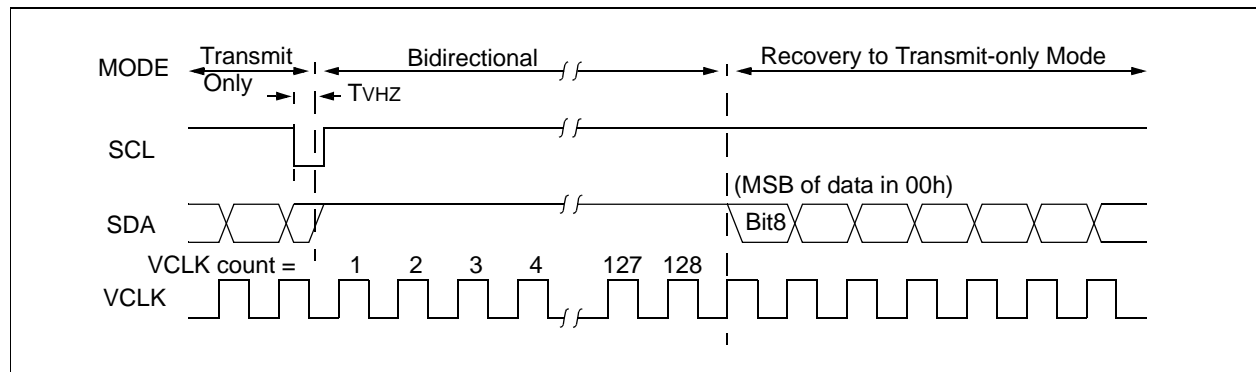 MODE
Transmit Only
Bidirectional
Recovery to Transmit-only Mode
TVHZ
SCL
(MSB of data in 00h)
SDA
Bit8
VCLK count = 1 2 3 4 127 128
VCLK